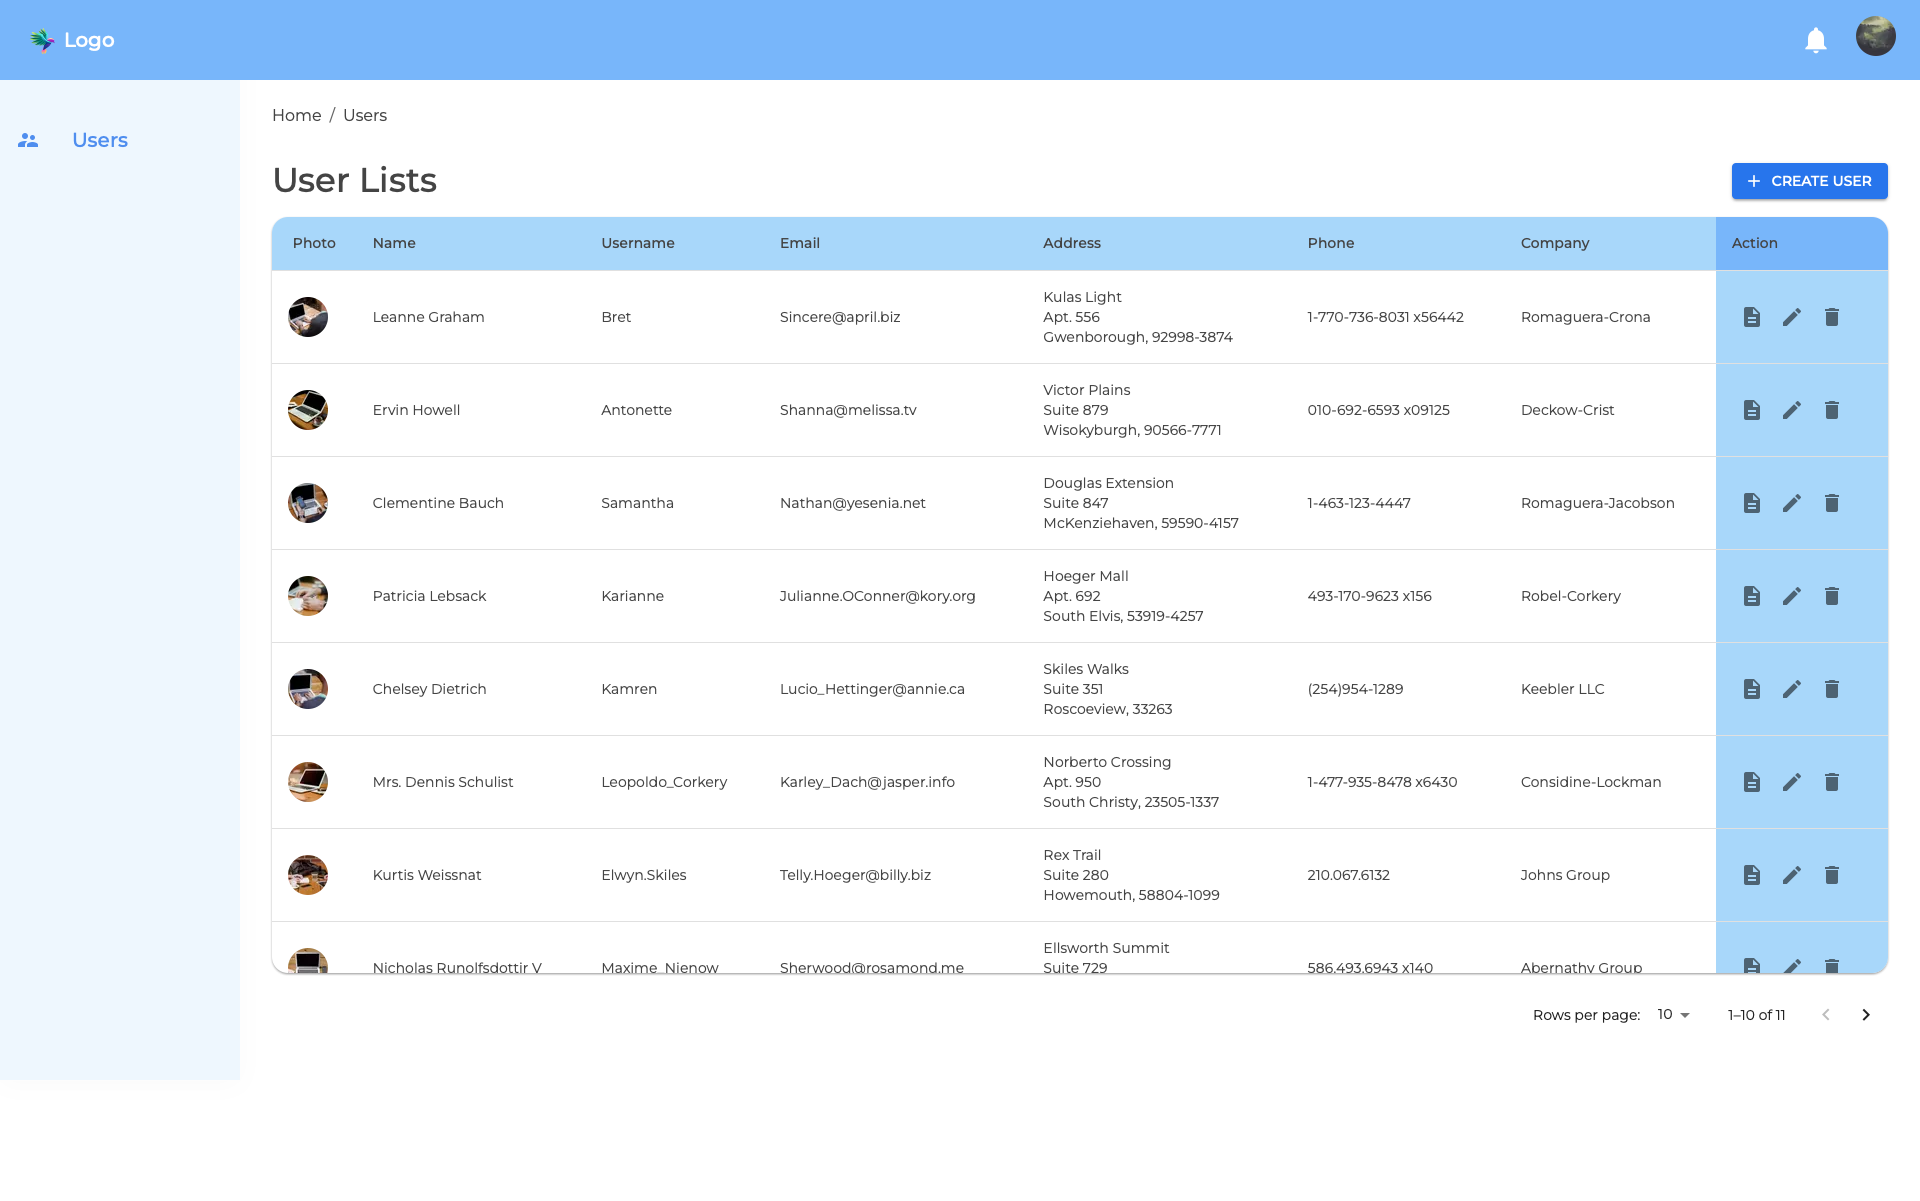 Logo
Users
Home / Users
User Lists
CREATE USER
Photo Name Username Email Address Phone Company Action
Leanne Graham Bret Sincere@april.biz Kulas Light 1-770-736-8031 x56442 Romaguera-Crona
Apt. 556
Gwenborough, 92998-3874
Ervin Howell Antonette Shanna@melissa.tv Victor Plains 010-692-6593 x09125 Deckow-Crist
Suite 879
Wisokyburgh, 90566-7771
Clementine Bauch Samantha Nathan@yesenia.net Douglas Extension 1-463-123-4447 Romaguera-Jacobson
Suite 847
McKenziehaven, 59590-4157
Patricia Lebsack Karianne Julianne.OConner@kory.org Hoeger Mall 493-170-9623 x156 Robel-Corkery
Apt. 692
South Elvis, 53919-4257
Chelsey Dietrich Kamren Lucio_Hettinger@annie.ca Skiles Walks (254)954-1289 Keebler LLC
Suite 351
Roscoeview, 33263
Mrs. Dennis Schulist Leopoldo_Corkery Karley_Dach@jasper.info Norberto Crossing 1-477-935-8478 x6430 Considine-Lockman
Apt. 950
South Christy, 23505-1337
Kurtis Weissnat Elwyn.Skiles Telly.Hoeger@billy.biz Rex Trail 210.067.6132 Johns Group
Suite 280
Howemouth, 58804-1099
Nicholas Runolfsdottir V Maxime_Nienow Sherwood@rosamond.me Ellsworth Summit 586.493.6943 x140 Abernathy Group
Suite 729
Rows per page: 10 1–10 of 11